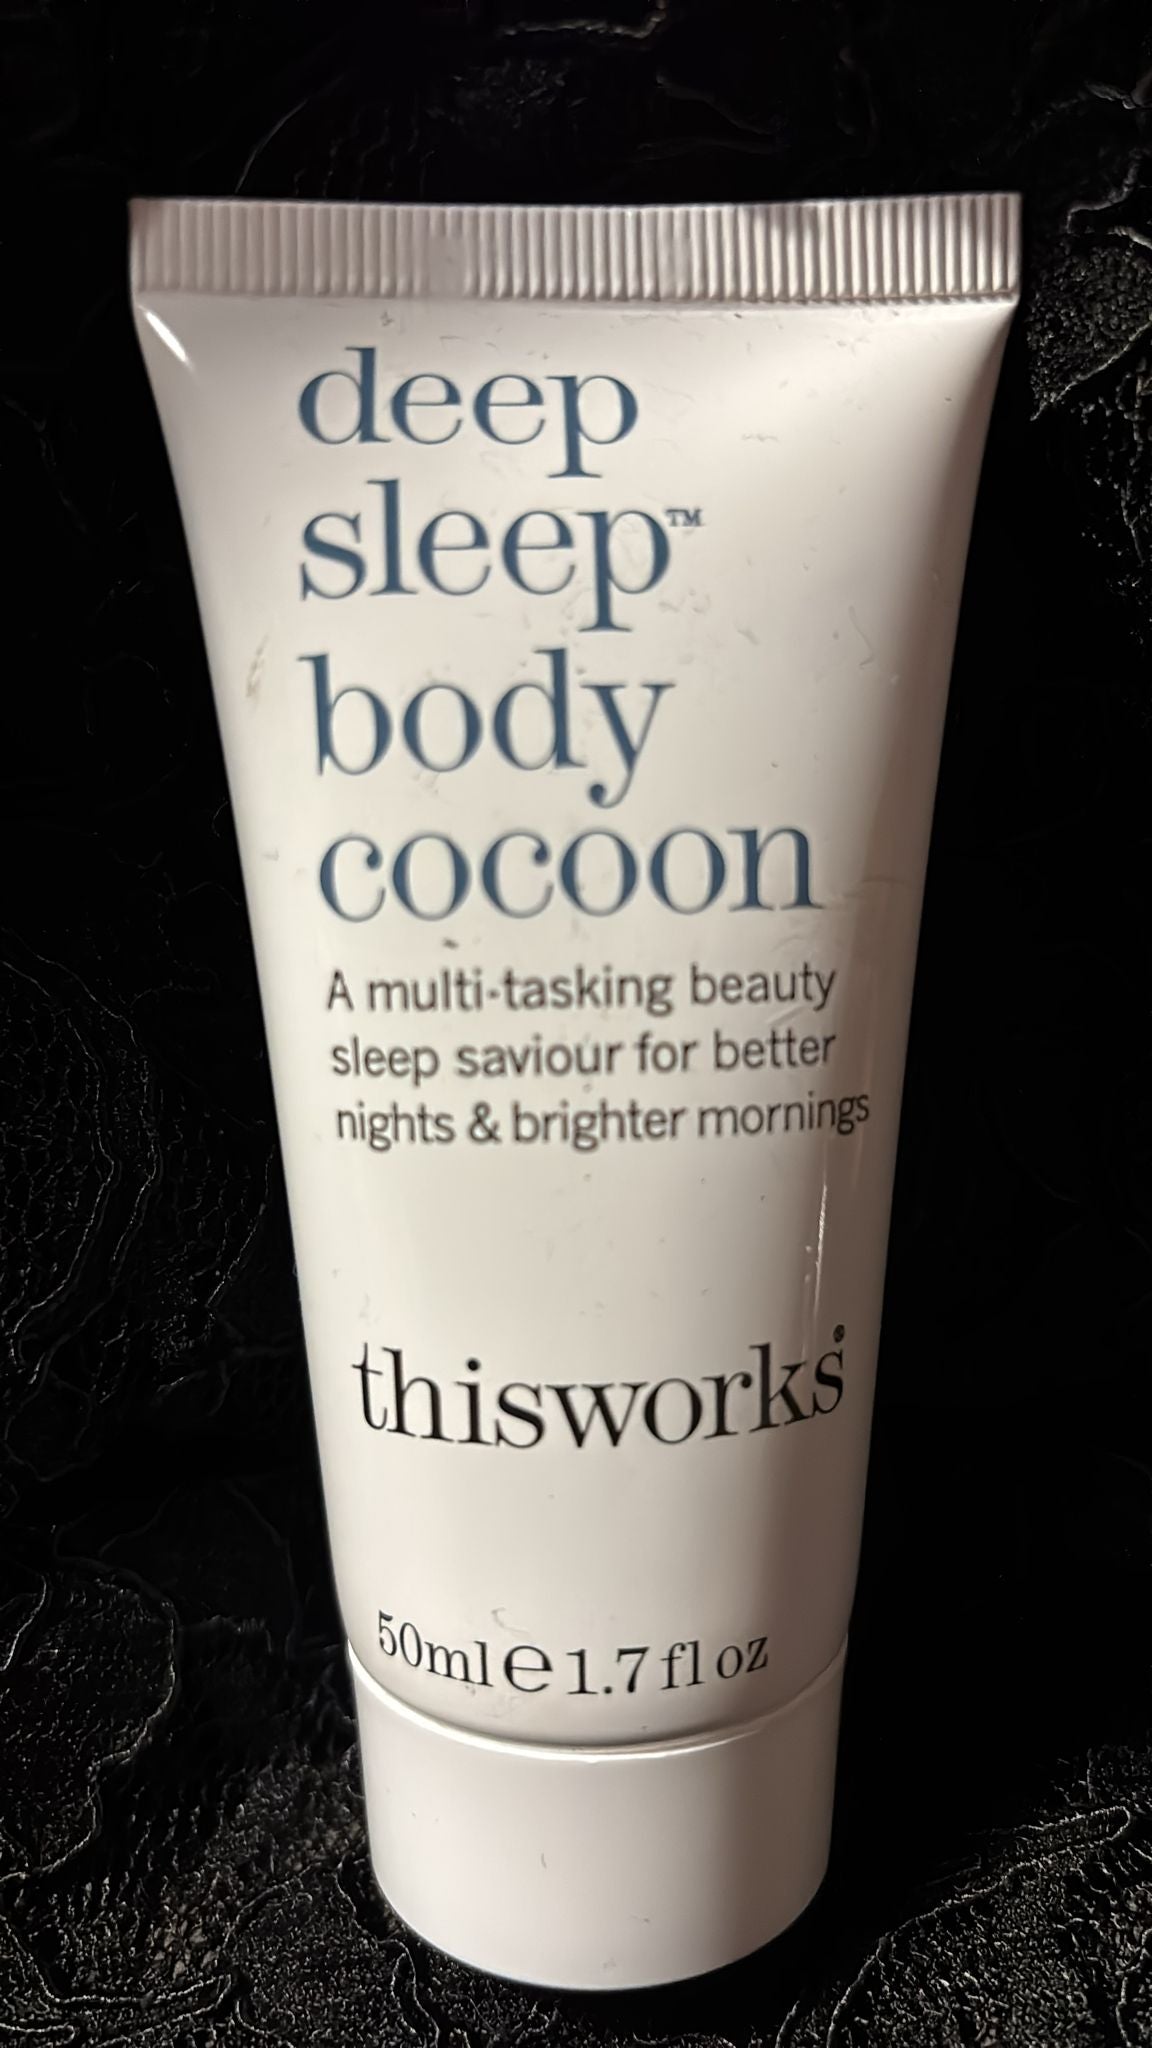 deep
sleep™
body
cocoon
A multi-tasking beauty
sleep saviour for better
nights & brighter mornings
thisworks®
50ml℮1.7 fl oz